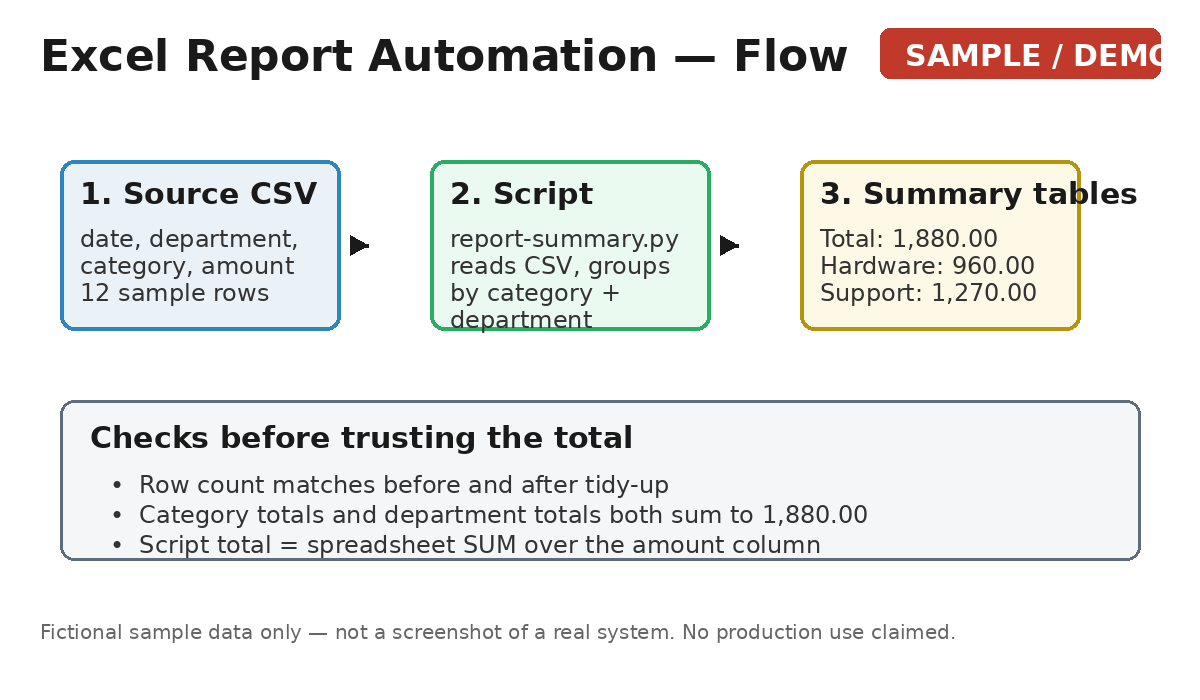 Excel Report Automation — Flow
SAMPLE / DEMO
1. Source CSV
date, department,
category, amount
12 sample rows
2. Script
report-summary.py
reads CSV, groups
by category +
department
3. Summary tables
Total: 1,880.00
Hardware: 960.00
Support: 1,270.00
Checks before trusting the total
• Row count matches before and after tidy-up
• Category totals and department totals both sum to 1,880.00
• Script total = spreadsheet SUM over the amount column
Fictional sample data only — not a screenshot of a real system. No production use claimed.